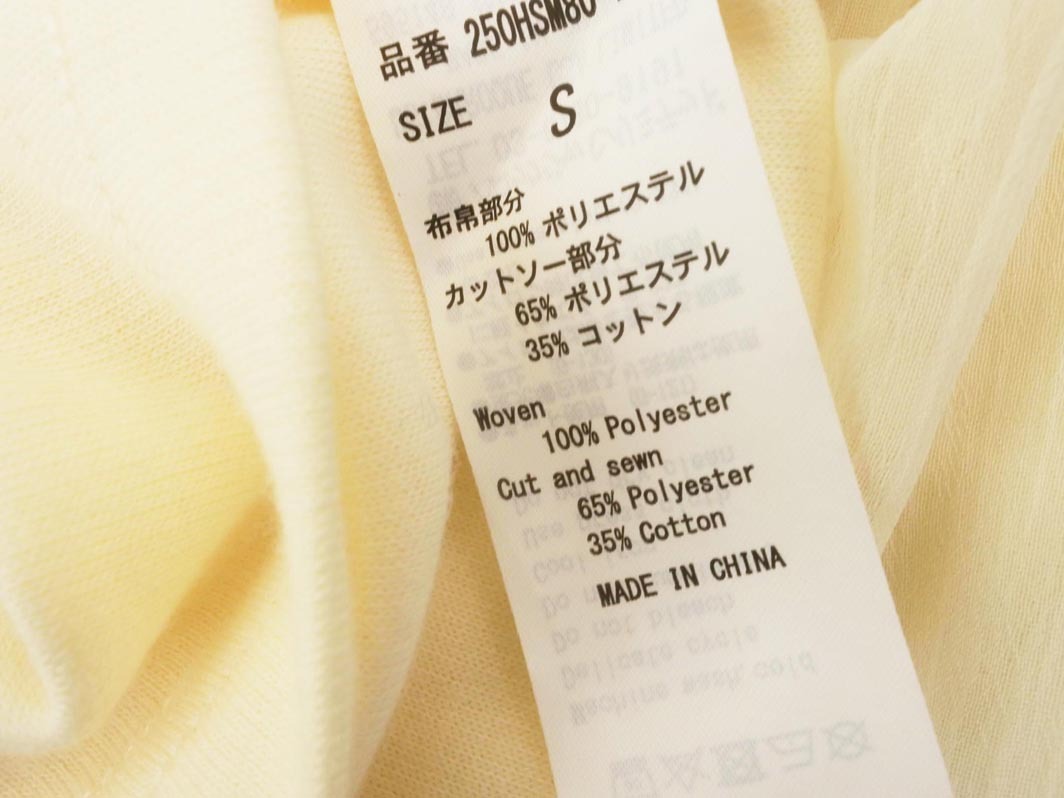 品番 250HSM80
SIZE S
布帛部分
100% ポリエステル
カットソー部分
65% ポリエステル
35% コットン
Woven
100% Polyester
Cut and sewn
65% Polyester
35% Cotton
MADE IN CHINA